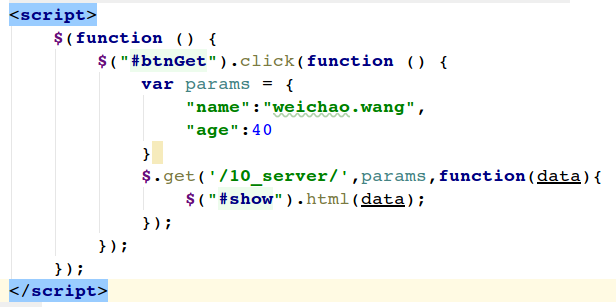 <script>
    $(function () {
        $("#btnGet").click(function () {
            var params = {
                "name":"weichao.wang",
                "age":40
            }
            $.get('/10_server/',params,function(data){
                $("#show").html(data);
            });
        });
    });
</script>